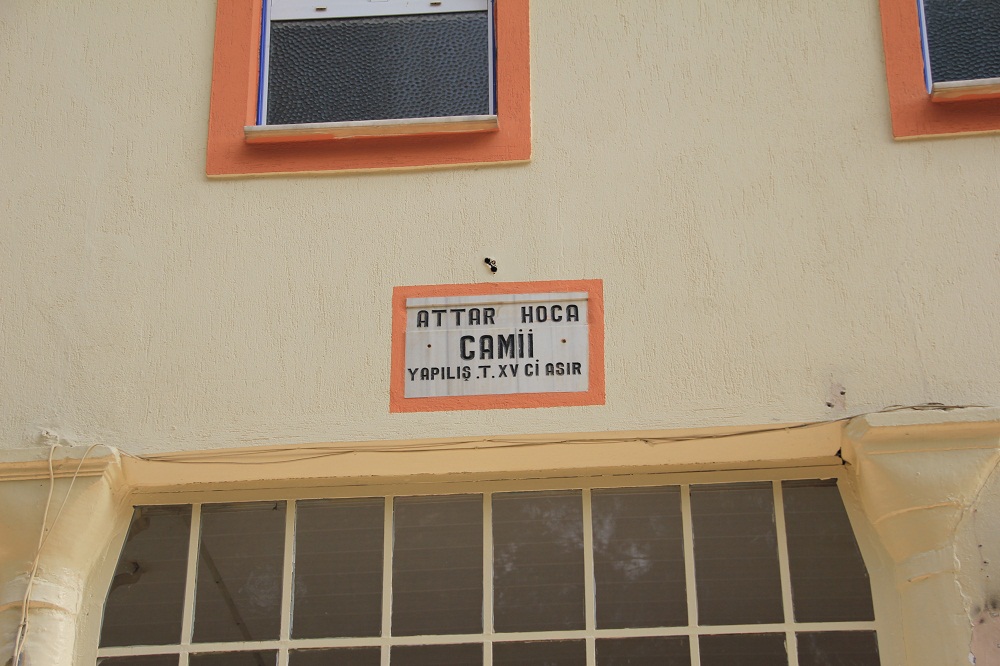 ATTAR HOCA
CAMİİ
YAPILIŞ.T.XV Cİ ASIR